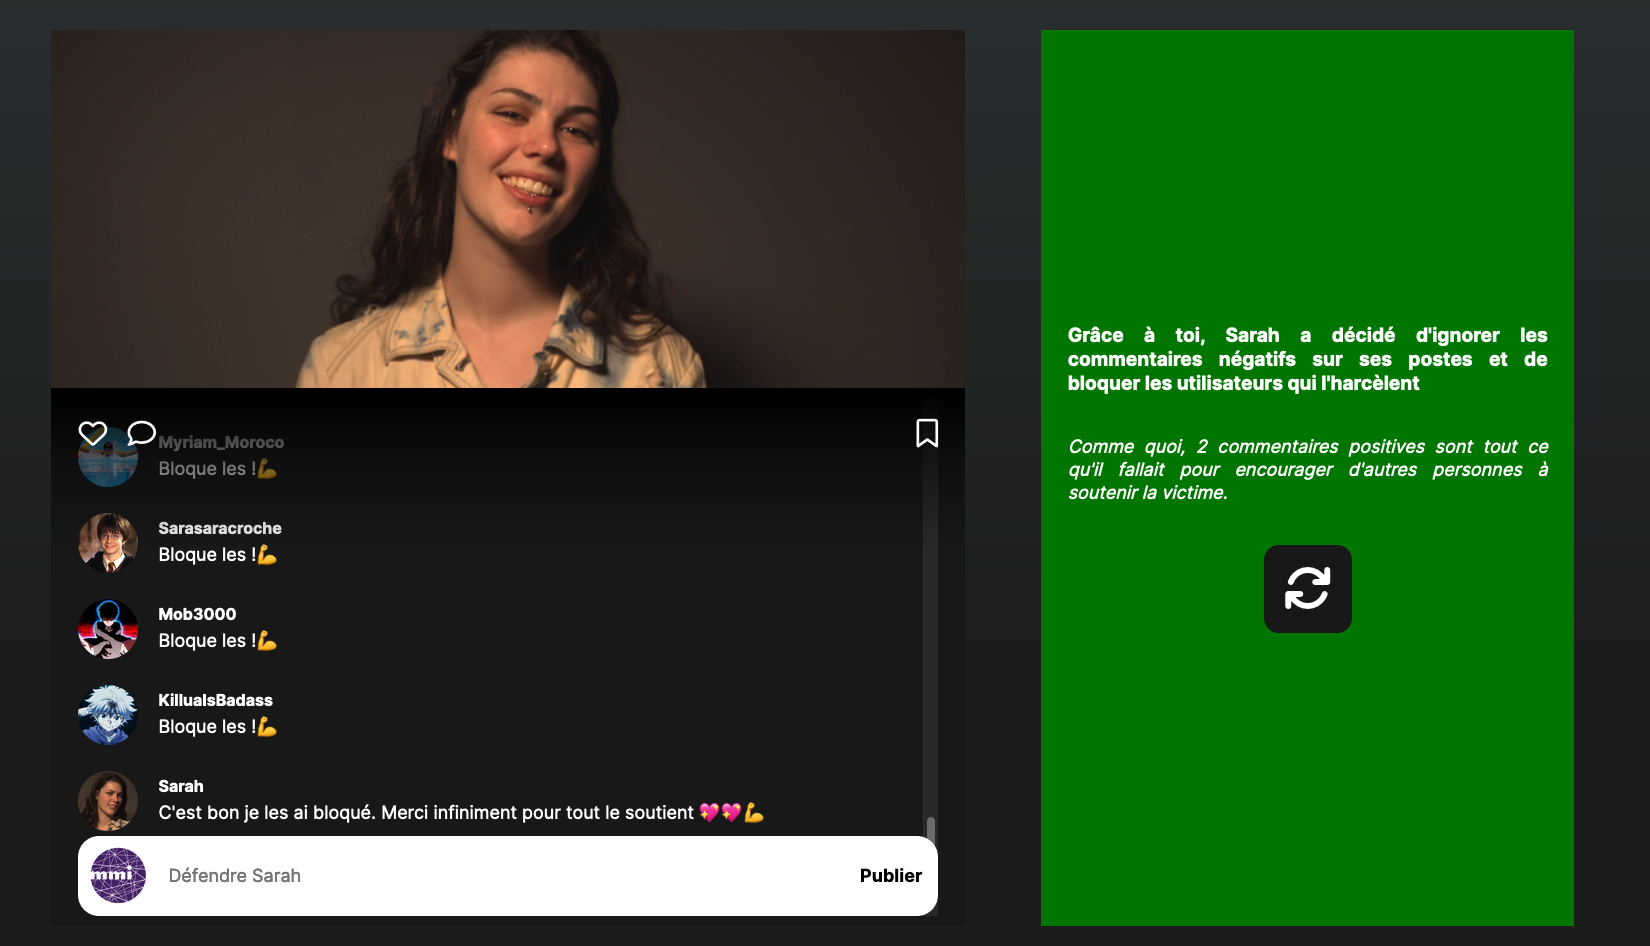 Myriam_Moroco
Bloque les !💪
Sarasaracroche
Bloque les !💪
Mob3000
Bloque les !💪
KilluaIsBadass
Bloque les !💪
Sarah
C'est bon je les ai bloqué. Merci infiniment pour tout le soutient 💖💖💪
mmi
Défendre Sarah
Publier
Grâce à toi, Sarah a décidé d'ignorer les
commentaires négatifs sur ses postes et de
bloquer les utilisateurs qui l'harcèlent
Comme quoi, 2 commentaires positives sont tout ce
qu'il fallait pour encourager d'autres personnes à
soutenir la victime.